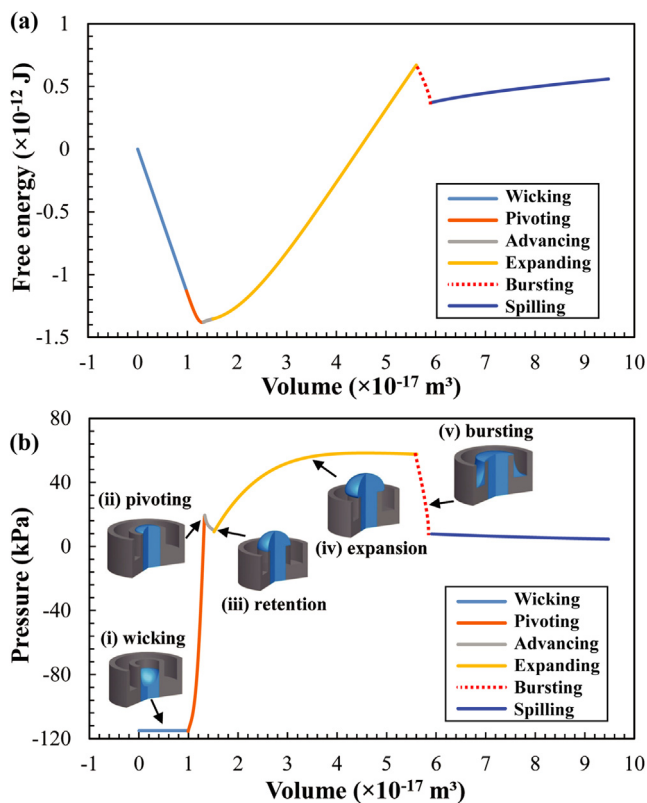 (a)
Free energy (×10⁻¹² J)
1
0.5
0
-0.5
-1
-1.5
Wicking
Pivoting
Advancing
Expanding
Bursting
Spilling
-1 0 1 2 3 4 5 6 7 8 9 10
Volume (×10⁻¹⁷ m³)
(b)
Pressure (kPa)
80
40
0
-40
-80
-120
(v) bursting
(ii) pivoting
(iv) expansion
(iii) retention
(i) wicking
Wicking
Pivoting
Advancing
Expanding
Bursting
Spilling
-1 0 1 2 3 4 5 6 7 8 9 10
Volume (×10⁻¹⁷ m³)